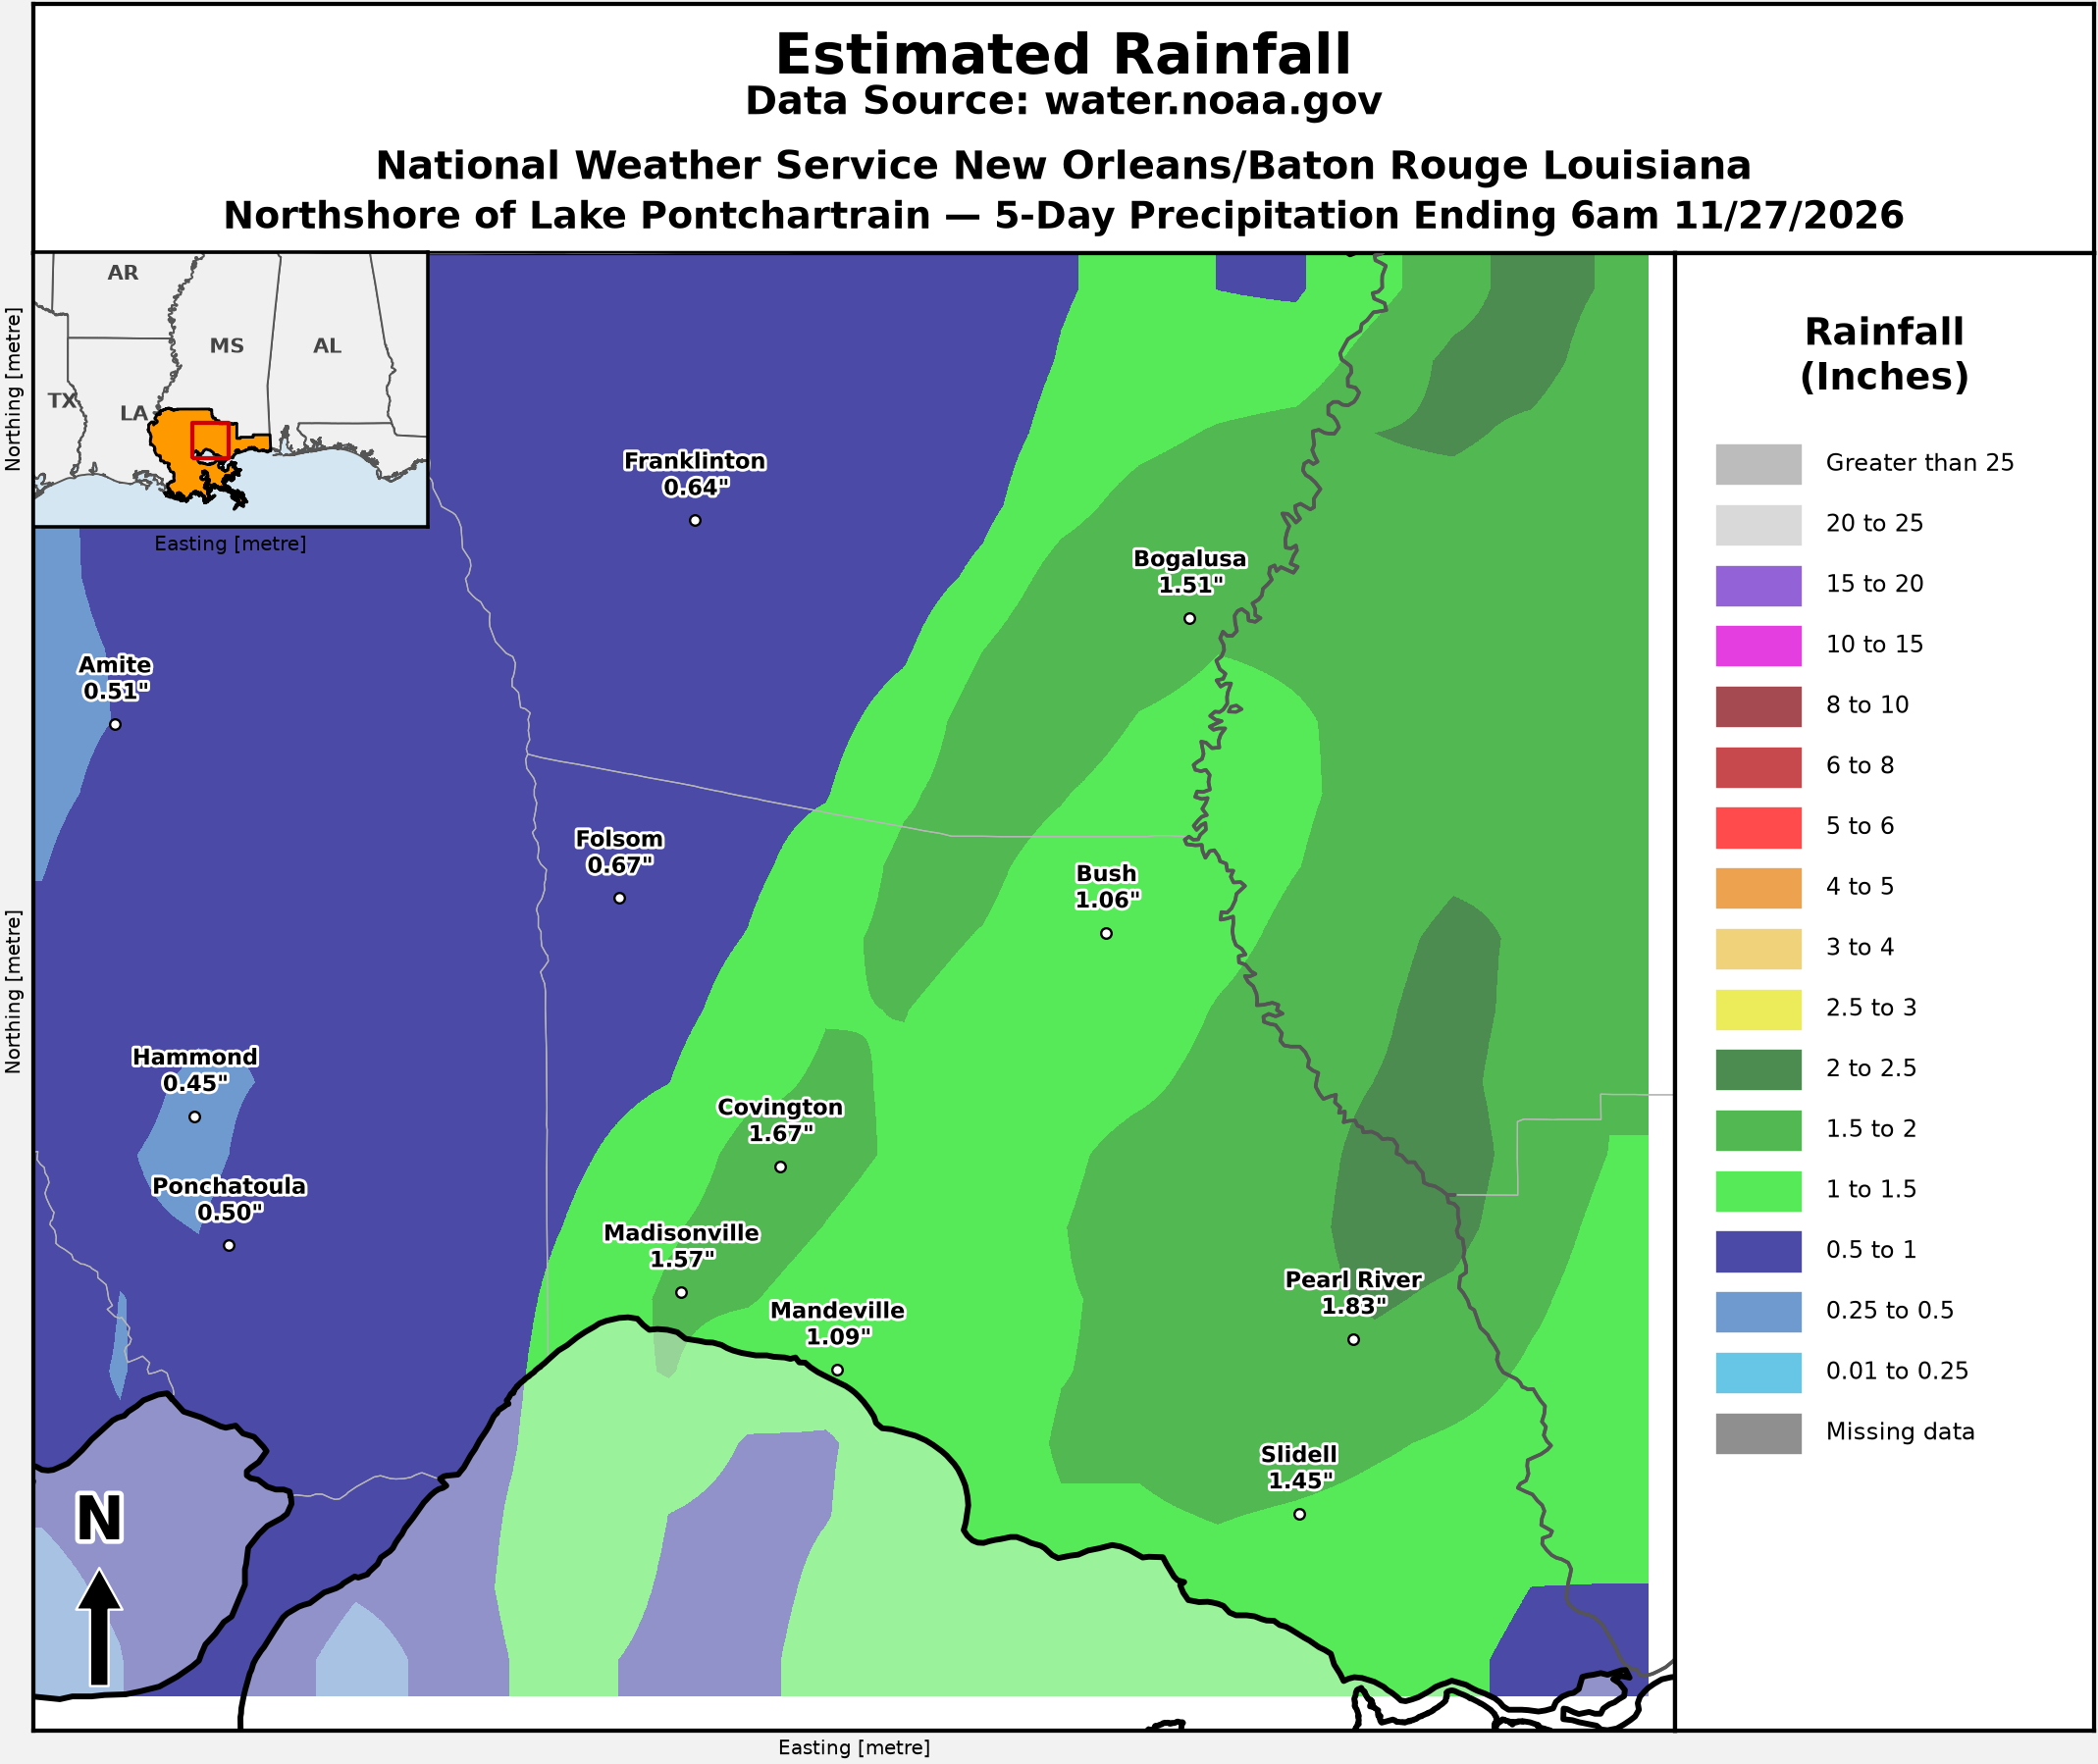 Estimated Rainfall
Data Source: water.noaa.gov
National Weather Service New Orleans/Baton Rouge Louisiana
Northshore of Lake Pontchartrain — 5-Day Precipitation Ending 6am 11/27/2026
AR
MS
AL
TX
LA
Easting [metre]
Northing [metre]
Northing [metre]
Franklinton
0.64"
Bogalusa
1.51"
Amite
0.51"
Folsom
0.67"
Bush
1.06"
Hammond
0.45"
Covington
1.67"
Ponchatoula
0.50"
Madisonville
1.57"
Mandeville
1.09"
Pearl River
1.83"
Slidell
1.45"
N
Easting [metre]
Rainfall
(Inches)
Greater than 25
20 to 25
15 to 20
10 to 15
8 to 10
6 to 8
5 to 6
4 to 5
3 to 4
2.5 to 3
2 to 2.5
1.5 to 2
1 to 1.5
0.5 to 1
0.25 to 0.5
0.01 to 0.25
Missing data